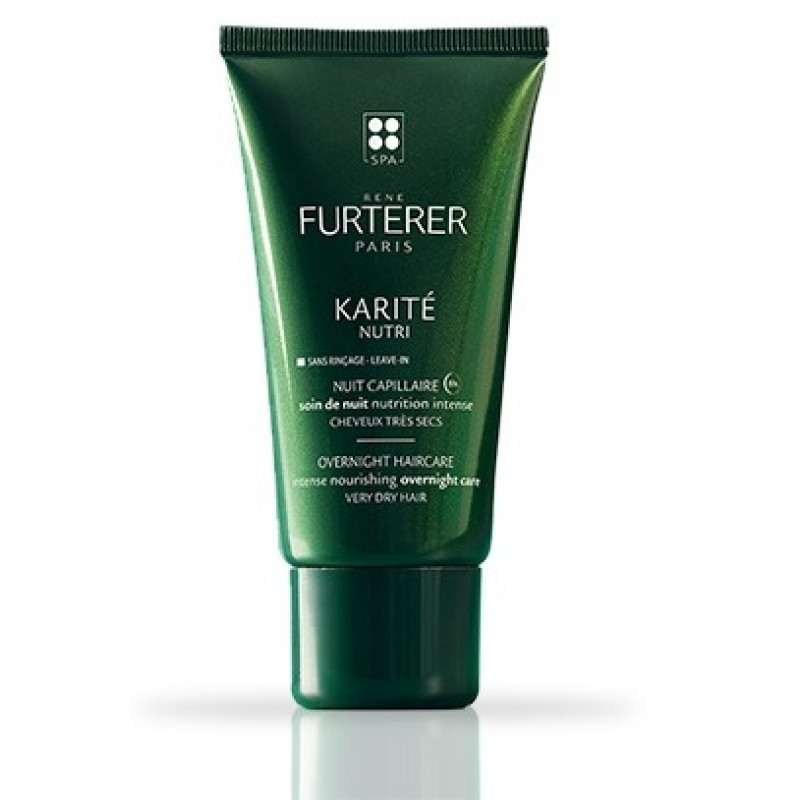 SPA
RENE
FURTERER
PARIS
KARITÉ
NUTRI
SANS RINÇAGE - LEAVE-IN
NUIT CAPILLAIRE
soin de nuit nutrition intense
CHEVEUX TRÈS SECS
OVERNIGHT HAIRCARE
intense nourishing overnight care
VERY DRY HAIR